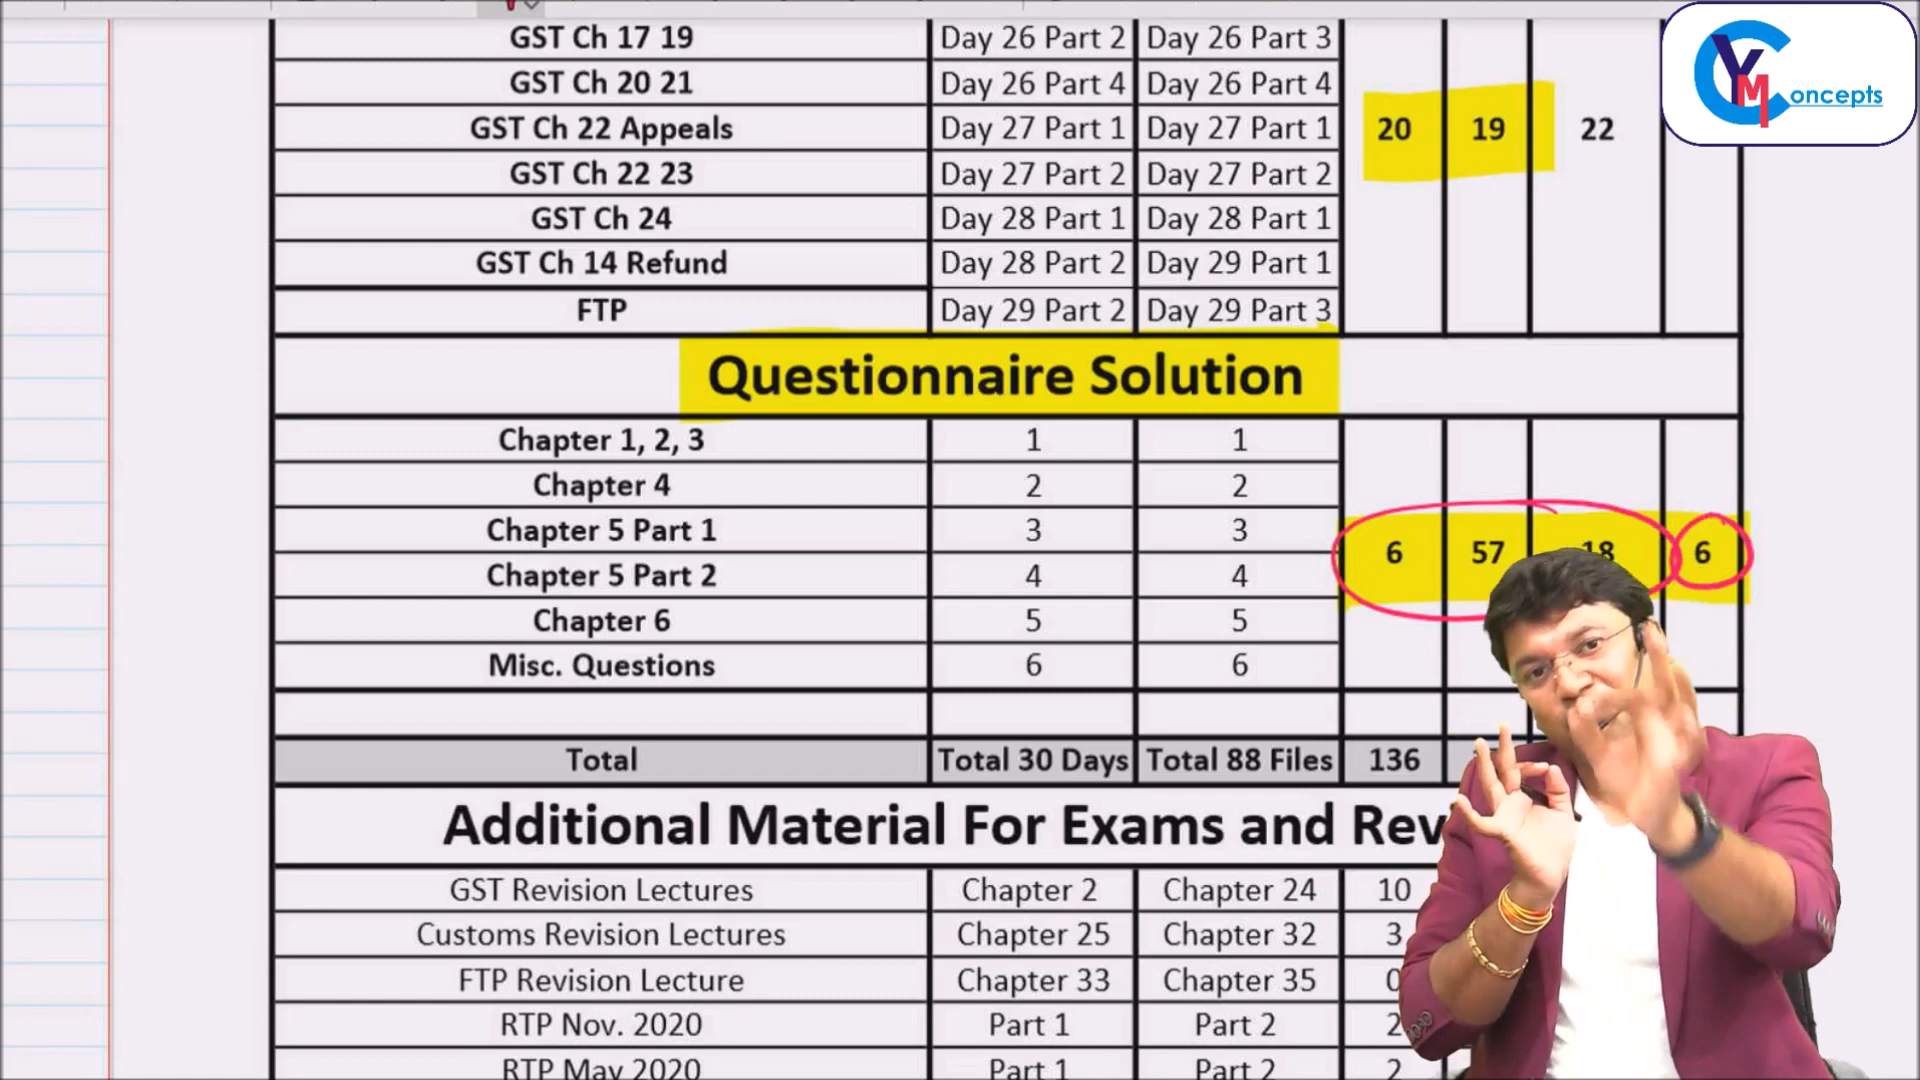 GST Ch 17 19 Day 26 Part 2 Day 26 Part 3
GST Ch 20 21 Day 26 Part 4 Day 26 Part 4
GST Ch 22 Appeals Day 27 Part 1 Day 27 Part 1 20 19 22
GST Ch 22 23 Day 27 Part 2 Day 27 Part 2
GST Ch 24 Day 28 Part 1 Day 28 Part 1
GST Ch 14 Refund Day 28 Part 2 Day 29 Part 1
FTP Day 29 Part 2 Day 29 Part 3
YM Concepts
Questionnaire Solution
Chapter 1, 2, 3 1 1
Chapter 4 2 2
Chapter 5 Part 1 3 3
6 57 18 6
Chapter 5 Part 2 4 4
Chapter 6 5 5
Misc. Questions 6 6
Total Total 30 Days Total 88 Files 136
Additional Material For Exams and Rev
GST Revision Lectures Chapter 2 Chapter 24 10
Customs Revision Lectures Chapter 25 Chapter 32 3
FTP Revision Lecture Chapter 33 Chapter 35 0
RTP Nov. 2020 Part 1 Part 2 2
RTP May 2020 Part 1 Part 2 2